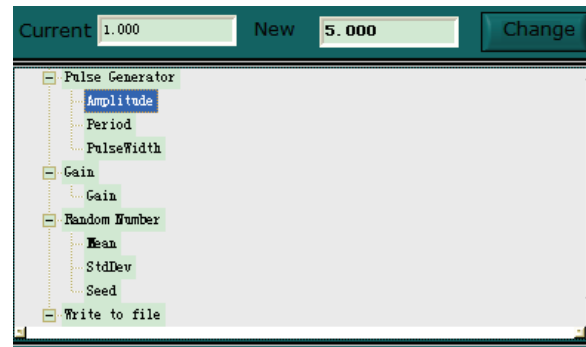 Current 1.000 New 5.000 Change
Pulse Generator
Amplitude
Period
PulseWidth
Gain
Gain
Random Number
Mean
StdDev
Seed
Write to file